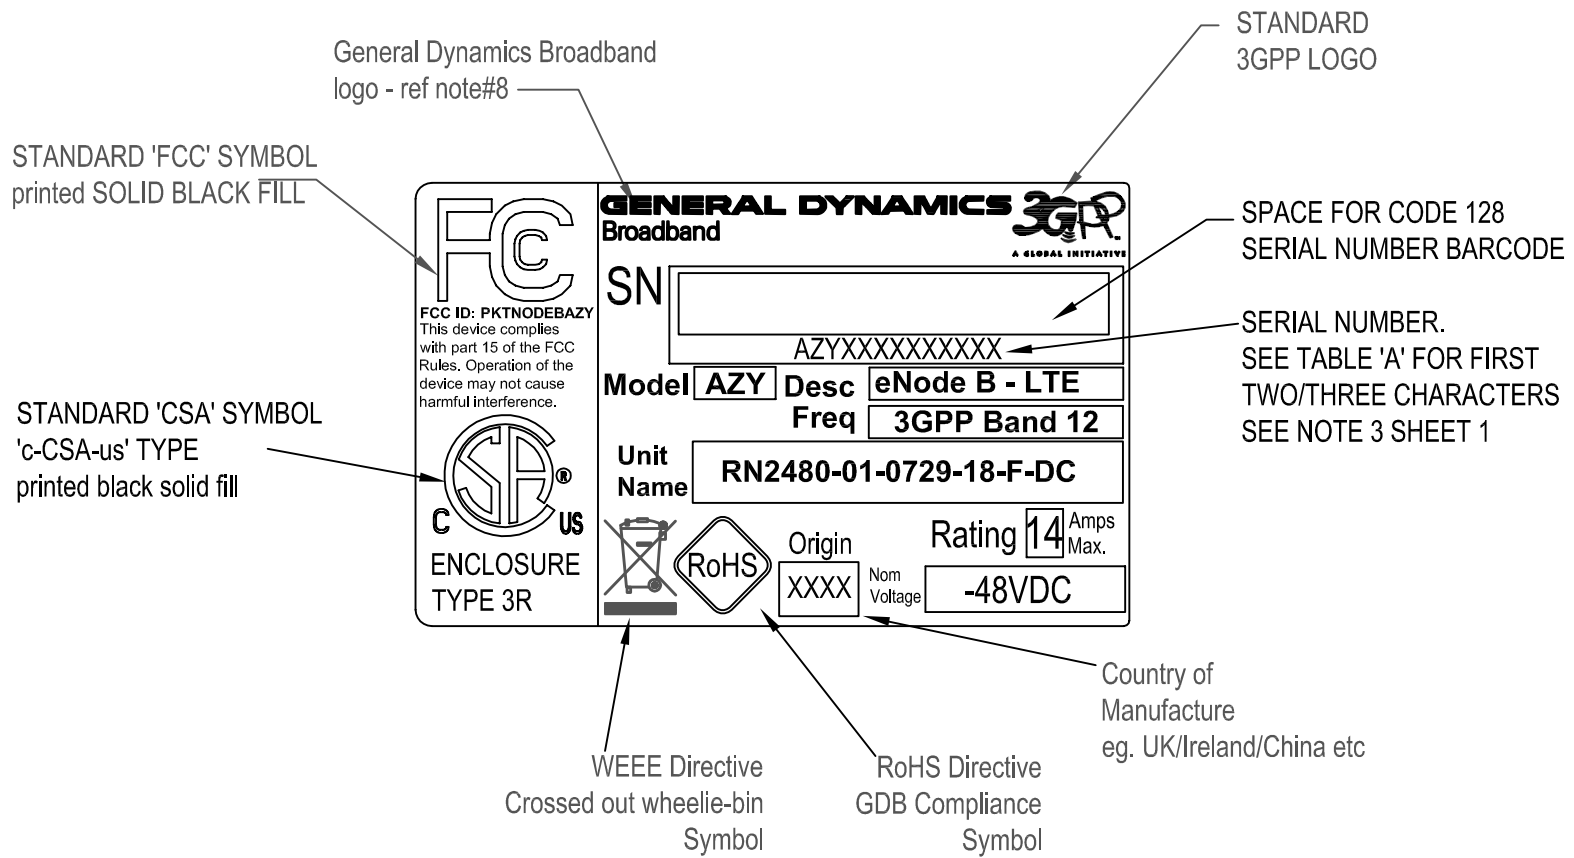 STANDARD
3GPP LOGO
General Dynamics Broadband
logo - ref note#8
STANDARD 'FCC' SYMBOL
printed SOLID BLACK FILL
FC
FCC ID: PKTNODEBAZY
This device complies
with part 15 of the FCC
Rules. Operation of the
device may not cause
harmful interference.
STANDARD 'CSA' SYMBOL
'c-CSA-us' TYPE
printed black solid fill
CSA
®
C US
ENCLOSURE
TYPE 3R
GENERAL DYNAMICS
Broadband
3GPP™
A GLOBAL INITIATIVE
SN
AZYXXXXXXXXXX
Model AZY Desc eNode B - LTE
Freq 3GPP Band 12
Unit
Name RN2480-01-0729-18-F-DC
RoHS
Origin
XXXX
Rating 14 Amps
Max.
Nom
Voltage -48VDC
SPACE FOR CODE 128
SERIAL NUMBER BARCODE
SERIAL NUMBER.
SEE TABLE 'A' FOR FIRST
TWO/THREE CHARACTERS
SEE NOTE 3 SHEET 1
Country of
Manufacture
eg. UK/Ireland/China etc
WEEE Directive
Crossed out wheelie-bin
Symbol
RoHS Directive
GDB Compliance
Symbol